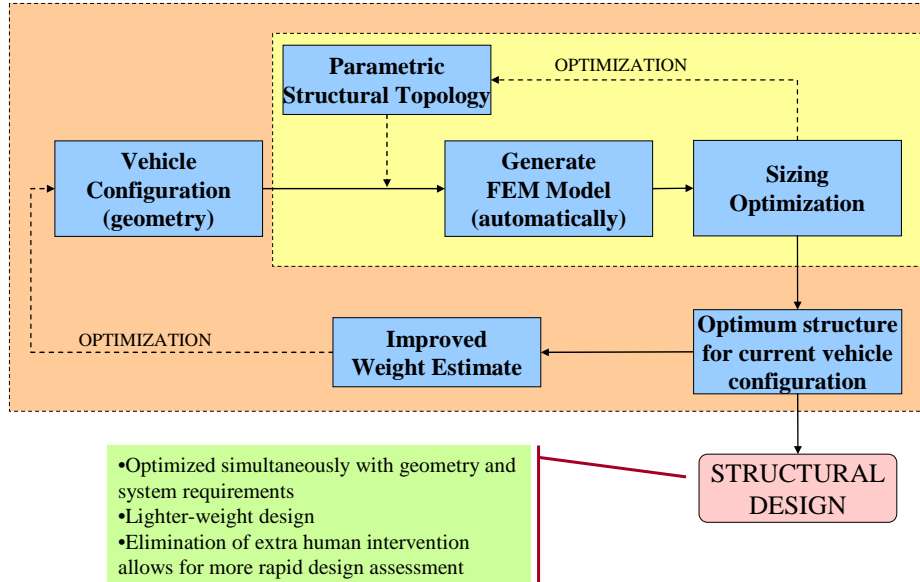 Parametric
Structural Topology
OPTIMIZATION
Vehicle
Configuration
(geometry)
Generate
FEM Model
(automatically)
Sizing
Optimization
OPTIMIZATION
Improved
Weight Estimate
Optimum structure
for current vehicle
configuration
•Optimized simultaneously with geometry and
system requirements
•Lighter-weight design
•Elimination of extra human intervention
allows for more rapid design assessment
STRUCTURAL
DESIGN